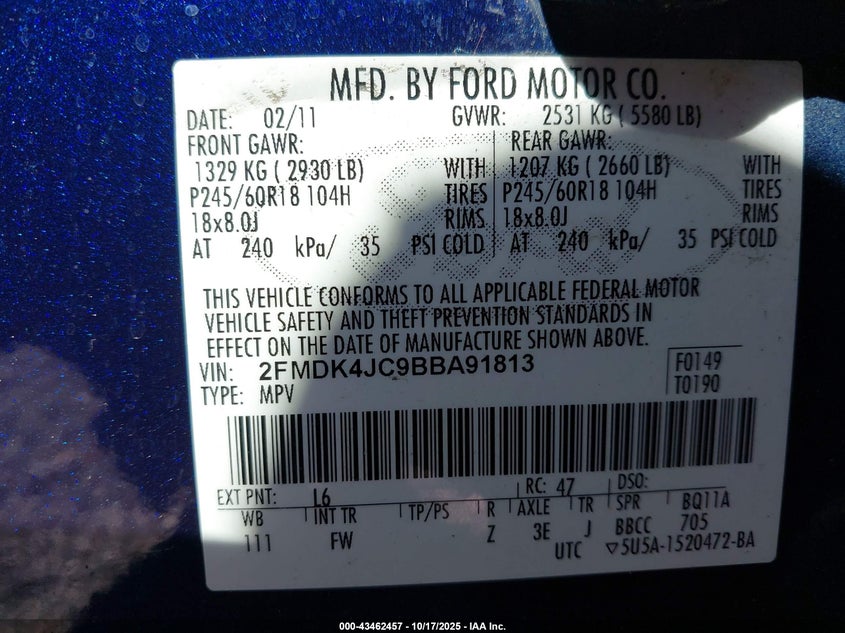 MFD. BY FORD MOTOR CO.
DATE: 02/11 GVWR: 2531 KG ( 5580 LB)
FRONT GAWR: REAR GAWR:
1329 KG ( 2930 LB) WITH 1207 KG ( 2660 LB) WITH
P245/60R18 104H TIRES P245/60R18 104H TIRES
18x8.0J RIMS 18x8.0J RIMS
AT 240 kPa/ 35 PSI COLD AT 240 kPa/ 35 PSI COLD
THIS VEHICLE CONFORMS TO ALL APPLICABLE FEDERAL MOTOR
VEHICLE SAFETY AND THEFT PREVENTION STANDARDS IN
EFFECT ON THE DATE OF MANUFACTURE SHOWN ABOVE.
VIN: 2FMDK4JC9BBA91813 F0149
TYPE: MPV T0190
EXT PNT: L6 RC: 47 DSO:
WB INT TR TP/PS R AXLE TR SPR BQ11A
111 FW Z 3E J BBCC 705
UTC ▽5U5A-1520472-BA
000-43462457 - 10/17/2025 - IAA Inc.